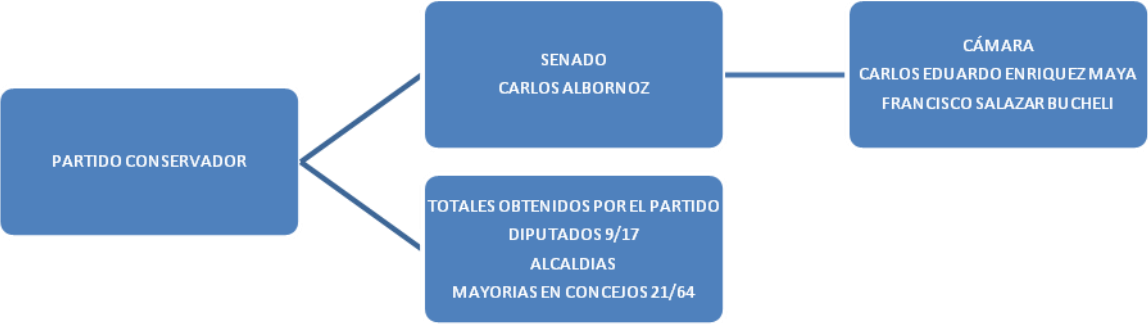 PARTIDO CONSERVADOR
SENADO
CARLOS ALBORNOZ
CÁMARA
CARLOS EDUARDO ENRIQUEZ MAYA
FRANCISCO SALAZAR BUCHELI
TOTALES OBTENIDOS POR EL PARTIDO
DIPUTADOS 9/17
ALCALDIAS
MAYORIAS EN CONCEJOS 21/64